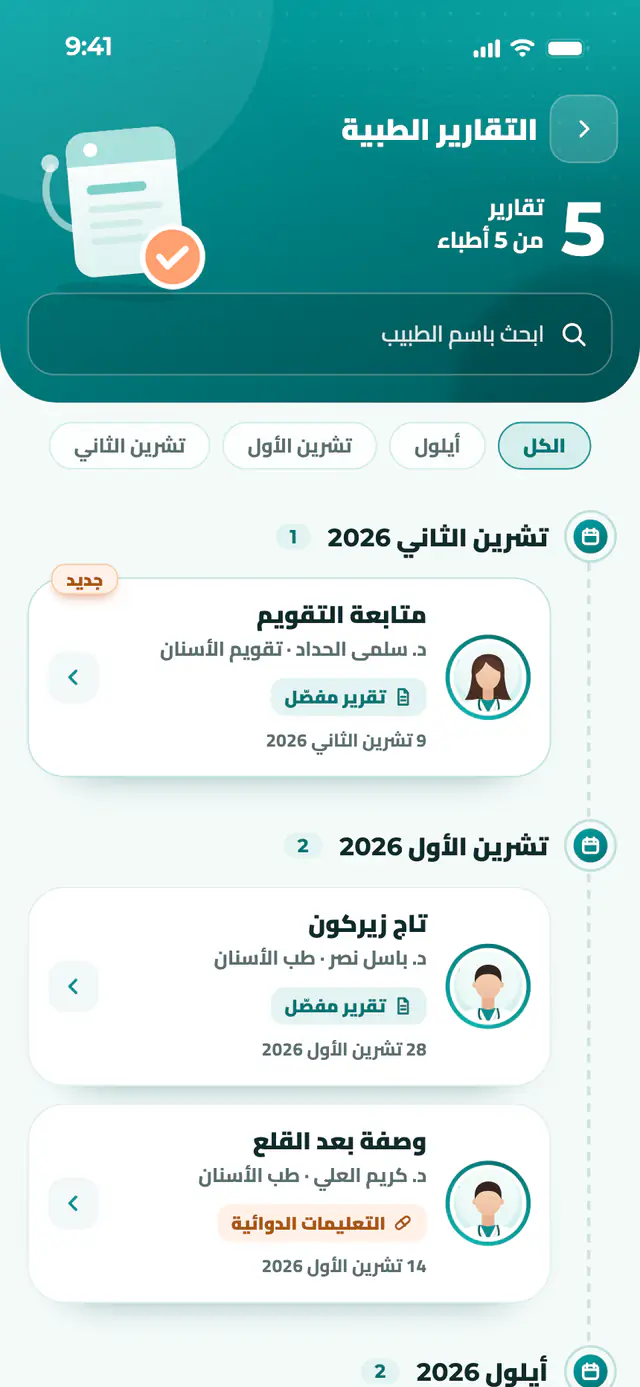 9:41
التقارير الطبية
5
تقارير
من 5 أطباء
ابحث باسم الطبيب
الكل
أيلول
تشرين الأول
تشرين الثاني
تشرين الثاني 2026
1
جديد
متابعة التقويم
د. سلمى الحداد · تقويم الأسنان
تقرير مفصّل
9 تشرين الثاني 2026
تشرين الأول 2026
2
تاج زيركون
د. باسل نصر · طب الأسنان
تقرير مفصّل
28 تشرين الأول 2026
وصفة بعد القلع
د. كريم العلي · طب الأسنان
التعليمات الدوائية
14 تشرين الأول 2026
أيلول 2026
2